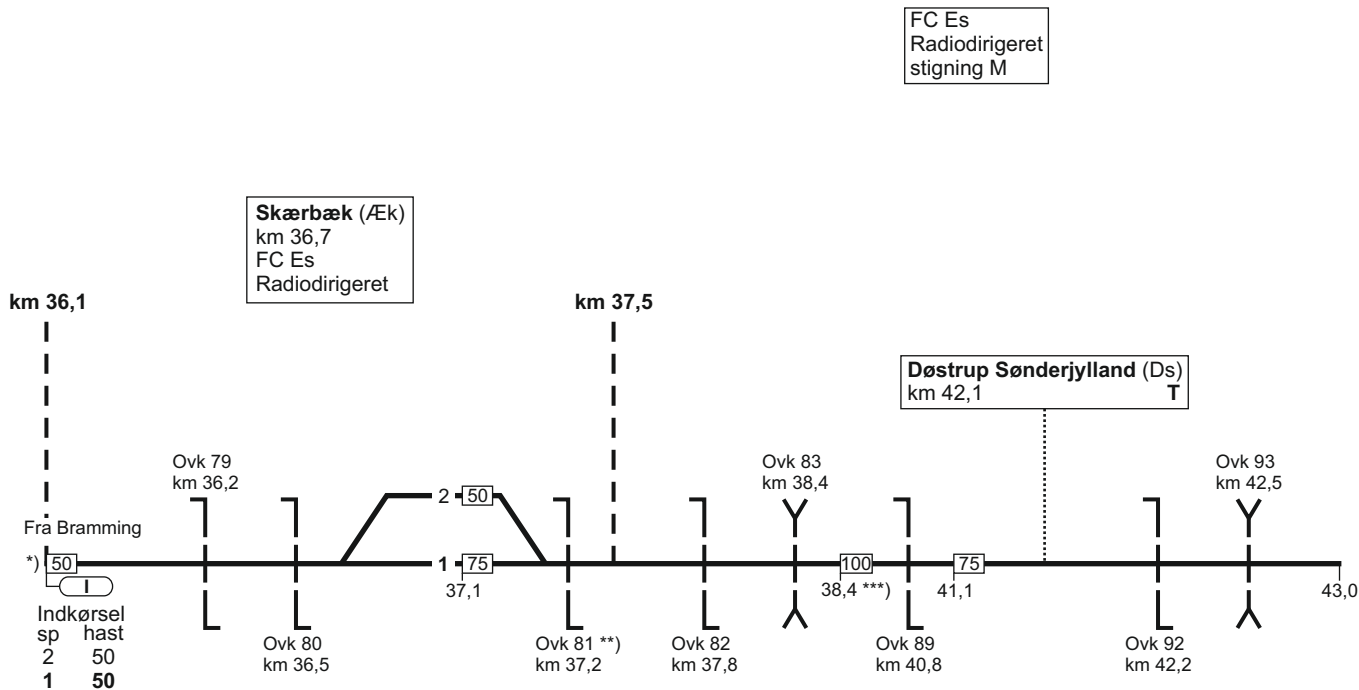 FC Es
Radiodirigeret
stigning M
Skærbæk (Æk)
km 36,7
FC Es
Radiodirigeret
km 36,1
km 37,5
Døstrup Sønderjylland (Ds)
km 42,1 T
Ovk 79
km 36,2
Ovk 83
km 38,4
Ovk 93
km 42,5
2 50
Fra Bramming
*) 50
1 75
100
75
37,1
38,4 ***)
41,1
43,0
I
Indkørsel
sp hast
2 50
1 50
Ovk 80
km 36,5
Ovk 81 **)
km 37,2
Ovk 82
km 37,8
Ovk 89
km 40,8
Ovk 92
km 42,2